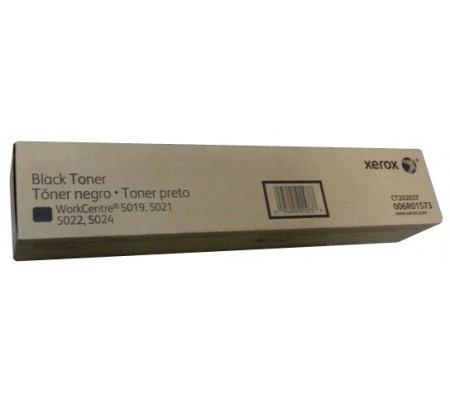 Black Toner
Tóner negro • Toner preto
WorkCentre® 5019, 5021
5022, 5024
xerox
CT202037
006R01573
www.xerox.com